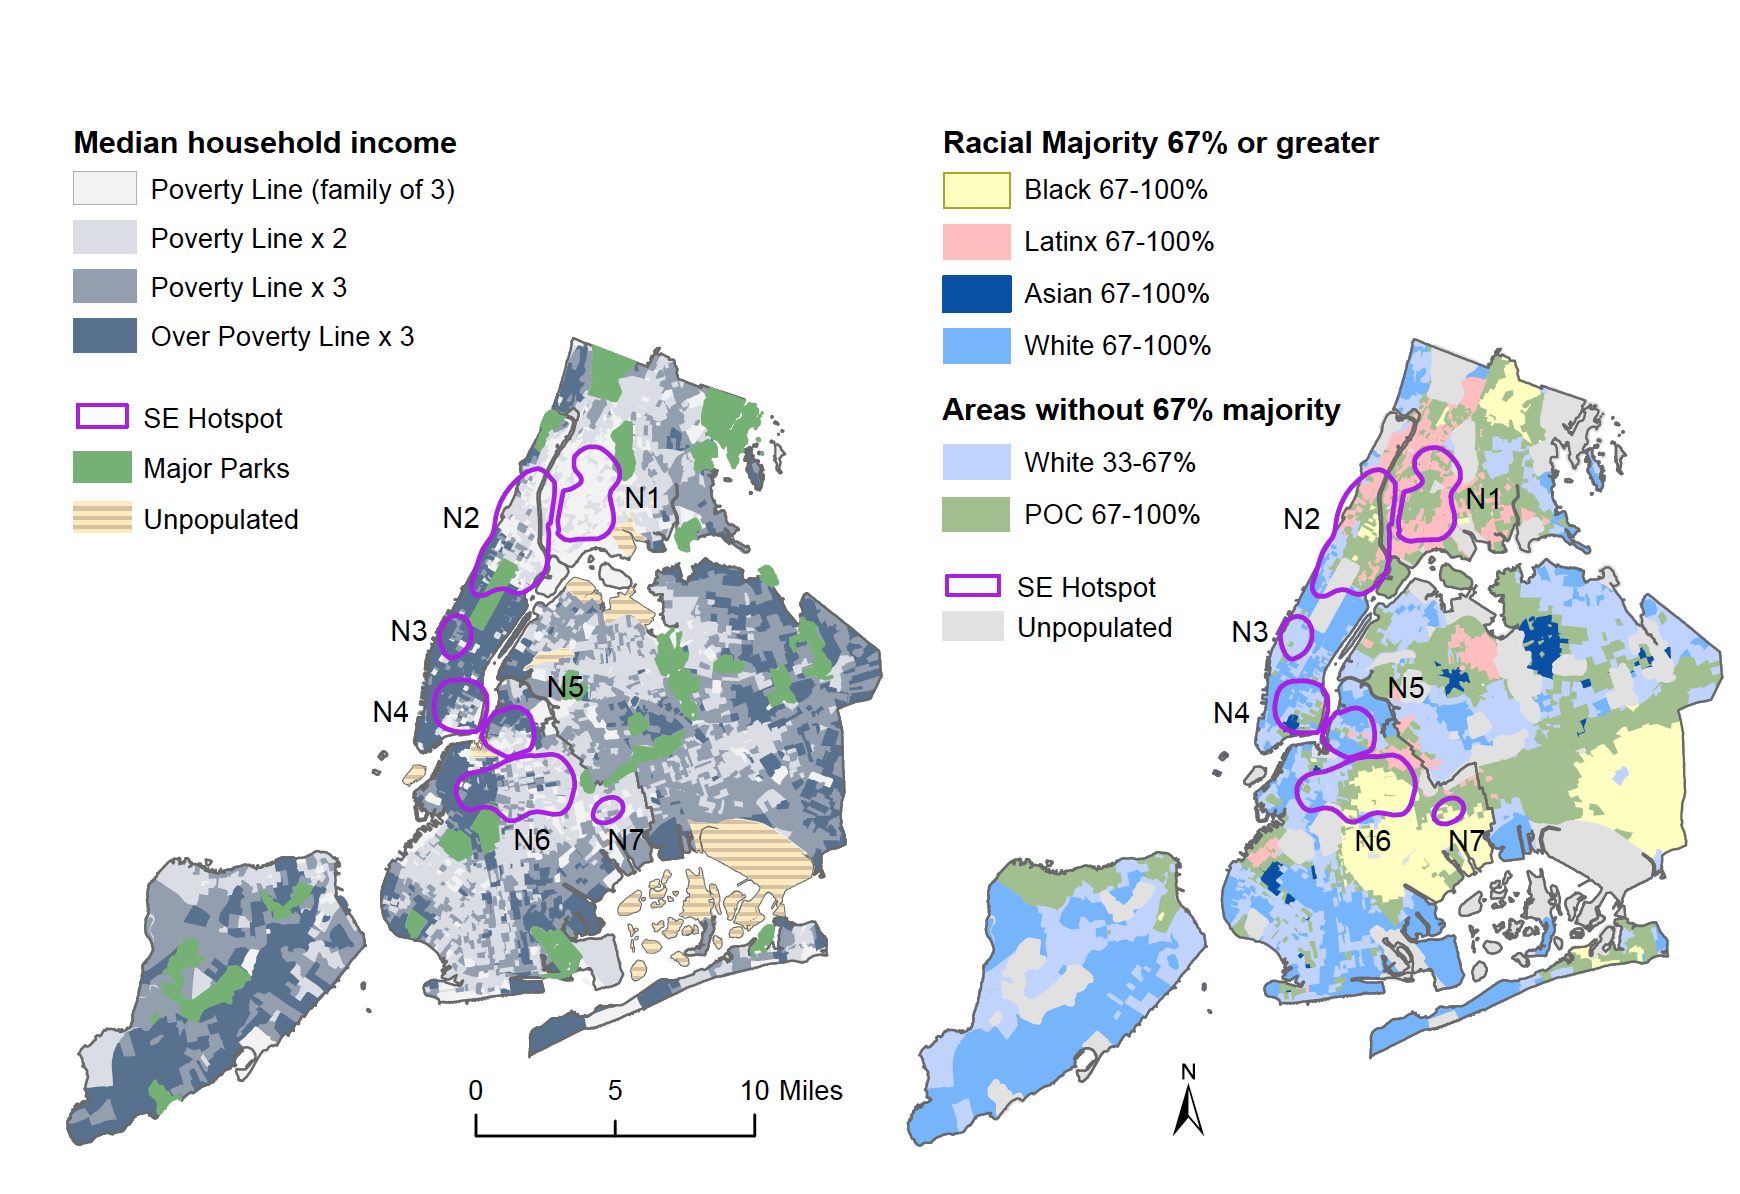 Median household income
Poverty Line (family of 3)
Poverty Line x 2
Poverty Line x 3
Over Poverty Line x 3
SE Hotspot
Major Parks
Unpopulated
N1
N2
N3
N4
N5
N6
N7
0
5
10 Miles
Racial Majority 67% or greater
Black 67-100%
Latinx 67-100%
Asian 67-100%
White 67-100%
Areas without 67% majority
White 33-67%
POC 67-100%
SE Hotspot
Unpopulated
N1
N2
N3
N4
N5
N6
N7
N